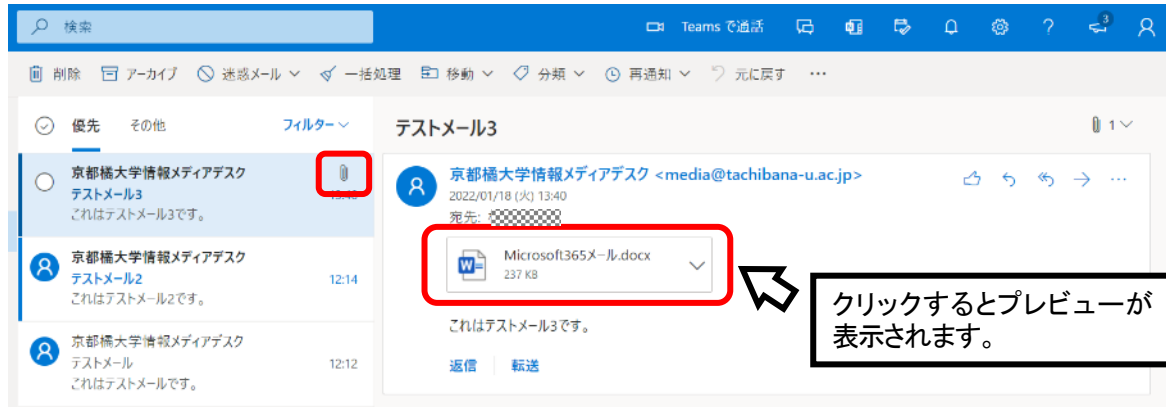 検索
Teams で通話
3
削除 アーカイブ 迷惑メール 一括処理 移動 分類 再通知 元に戻す …
優先 その他 フィルター
京都橘大学情報メディアデスク
テストメール3
これはテストメール3です。
京都橘大学情報メディアデスク
テストメール2 12:14
これはテストメール2です。
京都橘大学情報メディアデスク
テストメール 12:12
これはテストメールです。
テストメール3 1
京都橘大学情報メディアデスク <media@tachibana-u.ac.jp>
2022/01/18 (火) 13:40
宛先:
Microsoft365メール.docx
237 KB
これはテストメール3です。
返信 転送
クリックするとプレビューが
表示されます。